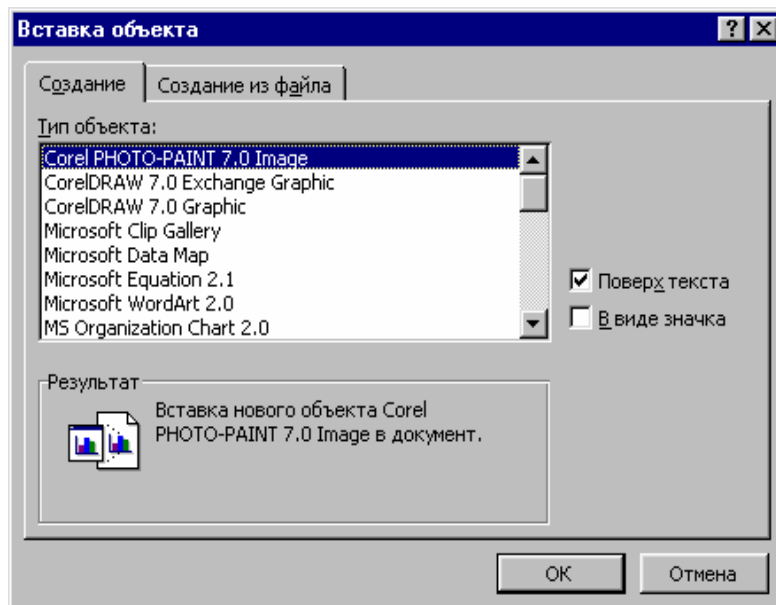 Вставка объекта
Создание
Создание из файла
Тип объекта:
Corel PHOTO-PAINT 7.0 Image
CorelDRAW 7.0 Exchange Graphic
CorelDRAW 7.0 Graphic
Microsoft Clip Gallery
Microsoft Data Map
Microsoft Equation 2.1
Microsoft WordArt 2.0
MS Organization Chart 2.0
Поверх текста
В виде значка
Результат
Вставка нового объекта Corel
PHOTO-PAINT 7.0 Image в документ.
ОК
Отмена